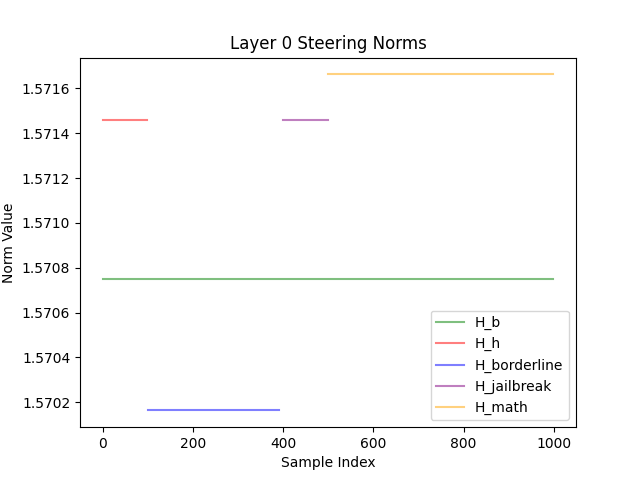 Layer 0 Steering Norms
Norm Value
1.5716
1.5714
1.5712
1.5710
1.5708
1.5706
1.5704
1.5702
H_b
H_h
H_borderline
H_jailbreak
H_math
0 200 400 600 800 1000
Sample Index